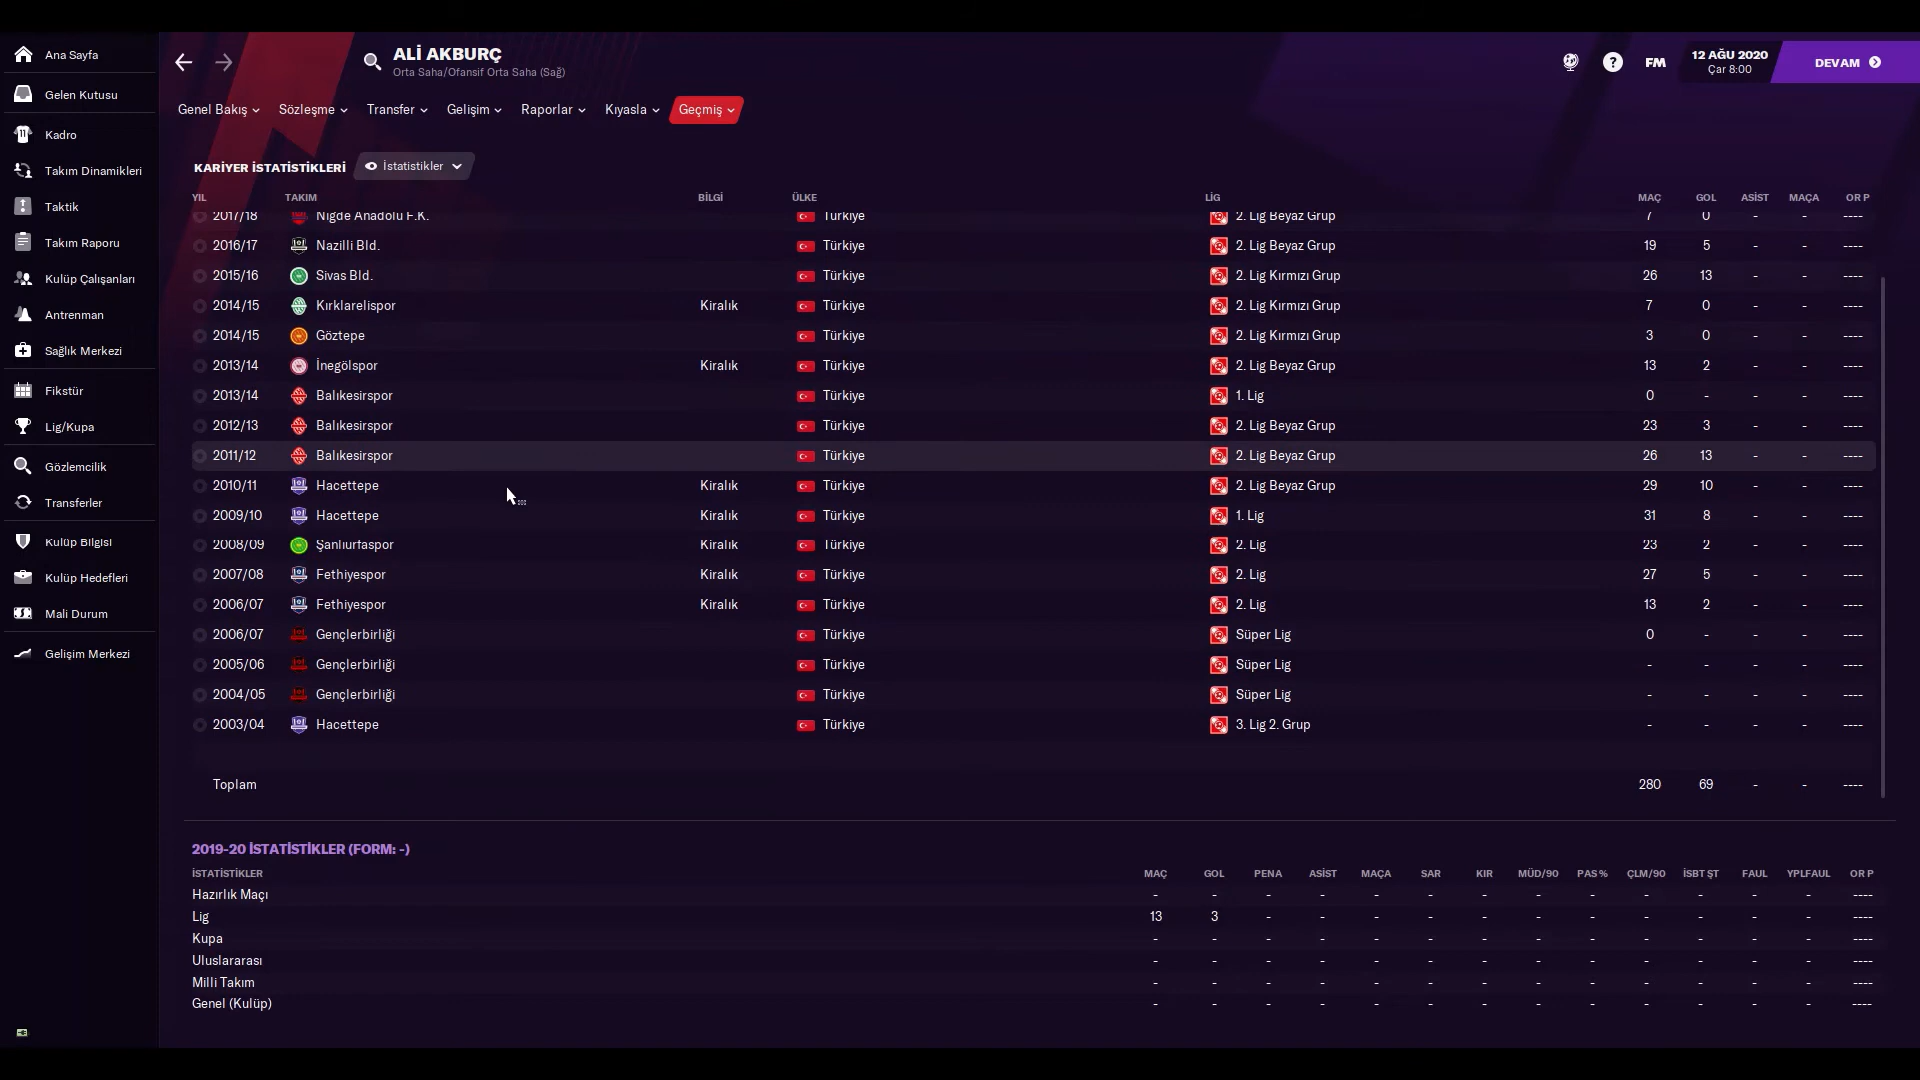 Ana Sayfa
Gelen Kutusu
Kadro
Takım Dinamikleri
Taktik
Takım Raporu
Kulüp Çalışanları
Antrenman
Sağlık Merkezi
Fikstür
Lig/Kupa
Gözlemcilik
Transferler
Kulüp Bilgisi
Kulüp Hedefleri
Mali Durum
Gelişim Merkezi
ALİ AKBURÇ
Orta Saha/Ofansif Orta Saha (Sağ)
? FM
12 AĞU 2020
Çar 8:00
DEVAM
Genel Bakış Sözleşme Transfer Gelişim Raporlar Kıyasla Geçmiş
KARİYER İSTATİSTİKLERİ İstatistikler
YIL TAKIM BİLGİ ÜLKE LİG MAÇ GOL ASİST MAÇA OR P
2017/18 Niğde Anadolu F.K. Türkiye 2. Lig Beyaz Grup 7 0 - - ----
2016/17 Nazilli Bld. Türkiye 2. Lig Beyaz Grup 19 5 - - ----
2015/16 Sivas Bld. Türkiye 2. Lig Kırmızı Grup 26 13 - - ----
2014/15 Kırklarelispor Kiralık Türkiye 2. Lig Kırmızı Grup 7 0 - - ----
2014/15 Göztepe Türkiye 2. Lig Kırmızı Grup 3 0 - - ----
2013/14 İnegölspor Kiralık Türkiye 2. Lig Beyaz Grup 13 2 - - ----
2013/14 Balıkesirspor Türkiye 1. Lig 0 - - - ----
2012/13 Balıkesirspor Türkiye 2. Lig Beyaz Grup 23 3 - - ----
2011/12 Balıkesirspor Türkiye 2. Lig Beyaz Grup 26 13 - - ----
2010/11 Hacettepe Kiralık Türkiye 2. Lig Beyaz Grup 29 10 - - ----
2009/10 Hacettepe Kiralık Türkiye 1. Lig 31 8 - - ----
2008/09 Şanlıurfaspor Kiralık Türkiye 2. Lig 23 2 - - ----
2007/08 Fethiyespor Kiralık Türkiye 2. Lig 27 5 - - ----
2006/07 Fethiyespor Kiralık Türkiye 2. Lig 13 2 - - ----
2006/07 Gençlerbirliği Türkiye Süper Lig 0 - - - ----
2005/06 Gençlerbirliği Türkiye Süper Lig - - - - ----
2004/05 Gençlerbirliği Türkiye Süper Lig - - - - ----
2003/04 Hacettepe Türkiye 3. Lig 2. Grup - - - - ----
Toplam 280 69 - - ----
2019-20 İSTATİSTİKLER (FORM: -)
İSTATİSTİKLER MAÇ GOL PENA ASİST MAÇA SAR KIR MÜD/90 PAS % ÇLM/90 İSBT ŞT FAUL YPLFAUL OR P
Hazırlık Maçı - - - - - - - - - - - - - ----
Lig 13 3 - - - - - - - - - - - ----
Kupa - - - - - - - - - - - - - ----
Uluslararası - - - - - - - - - - - - - ----
Milli Takım - - - - - - - - - - - - - ----
Genel (Kulüp) - - - - - - - - - - - - - ----